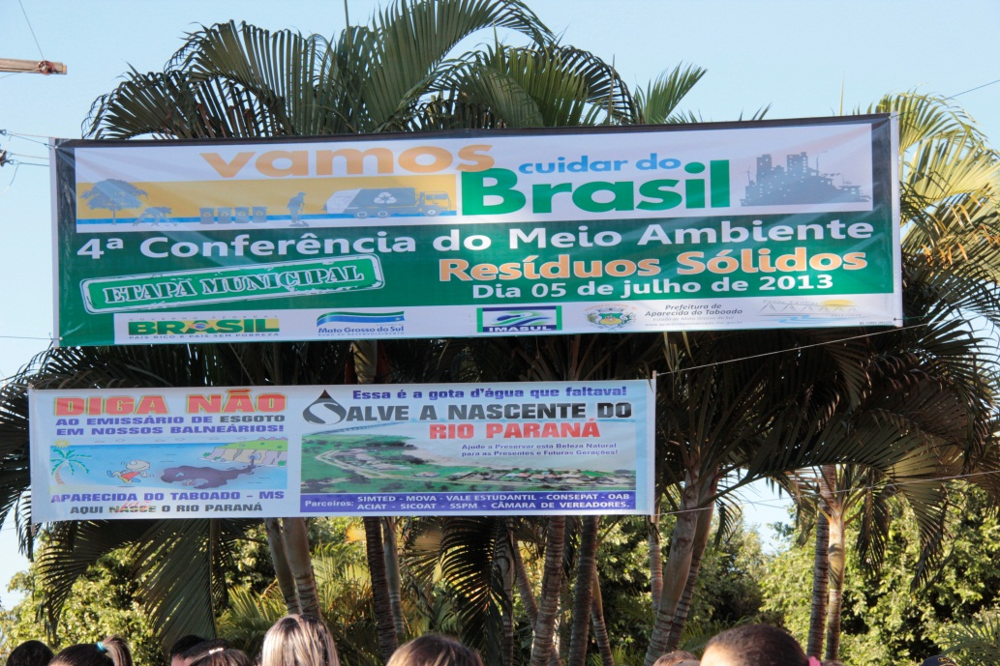 vamos cuidar do
Brasil
4ª Conferência do Meio Ambiente
Resíduos Sólidos
ETAPA MUNICIPAL
Dia 05 de julho de 2013
BRASIL
PAÍS RICO É PAÍS SEM POBREZA
Mato Grosso do Sul
IMASUL
Prefeitura de
Aparecida do Taboado
DIGA NÃO
AO EMISSÁRIO DE ESGOTO
EM NOSSOS BALNEÁRIOS!
APARECIDA DO TABOADO - MS
AQUI NASCE O RIO PARANÁ
Essa é a gota d'água que faltava!
SALVE A NASCENTE DO
RIO PARANÁ
Ajude a Preservar esta Beleza Natural
para as Presentes e Futuras Gerações!
Parceiros: SIMTED - MOVA - VALE ESTUDANTIL - CONSEPAT - OAB
ACIAT - SICOAT - SSPM - CÂMARA DE VEREADORES.